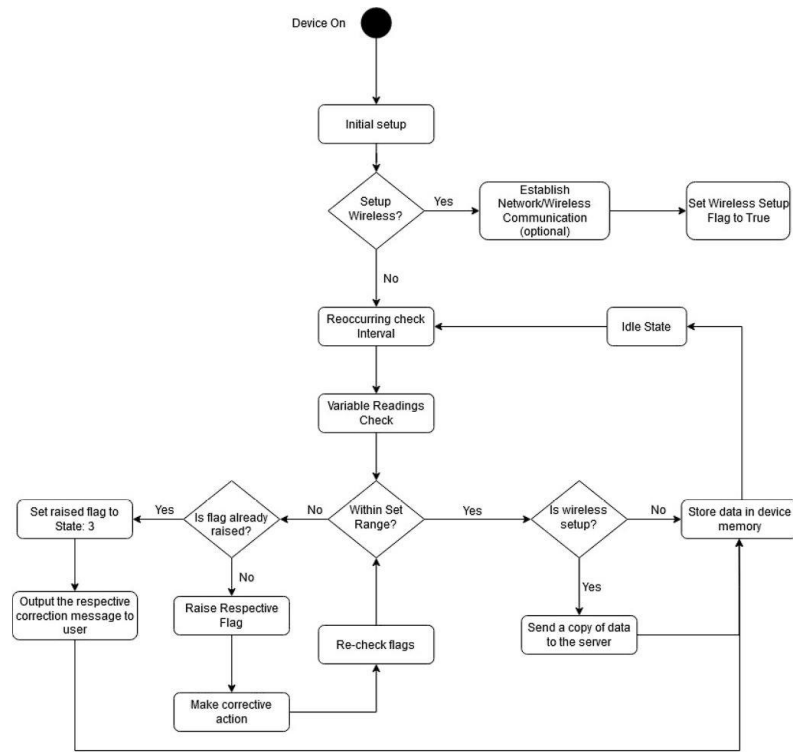 Device On
Initial setup
Setup
Wireless?
Yes
Establish
Network/Wireless
Communication
(optional)
Set Wireless Setup
Flag to True
No
Reoccurring check
Interval
Idle State
Variable Readings
Check
Set raised flag to
State: 3
Yes
Is flag already
raised?
No
Within Set
Range?
Yes
Is wireless
setup?
No
Store data in device
memory
No
Yes
Output the respective
correction message to
user
Raise Respective
Flag
Re-check flags
Send a copy of data
to the server
Make corrective
action